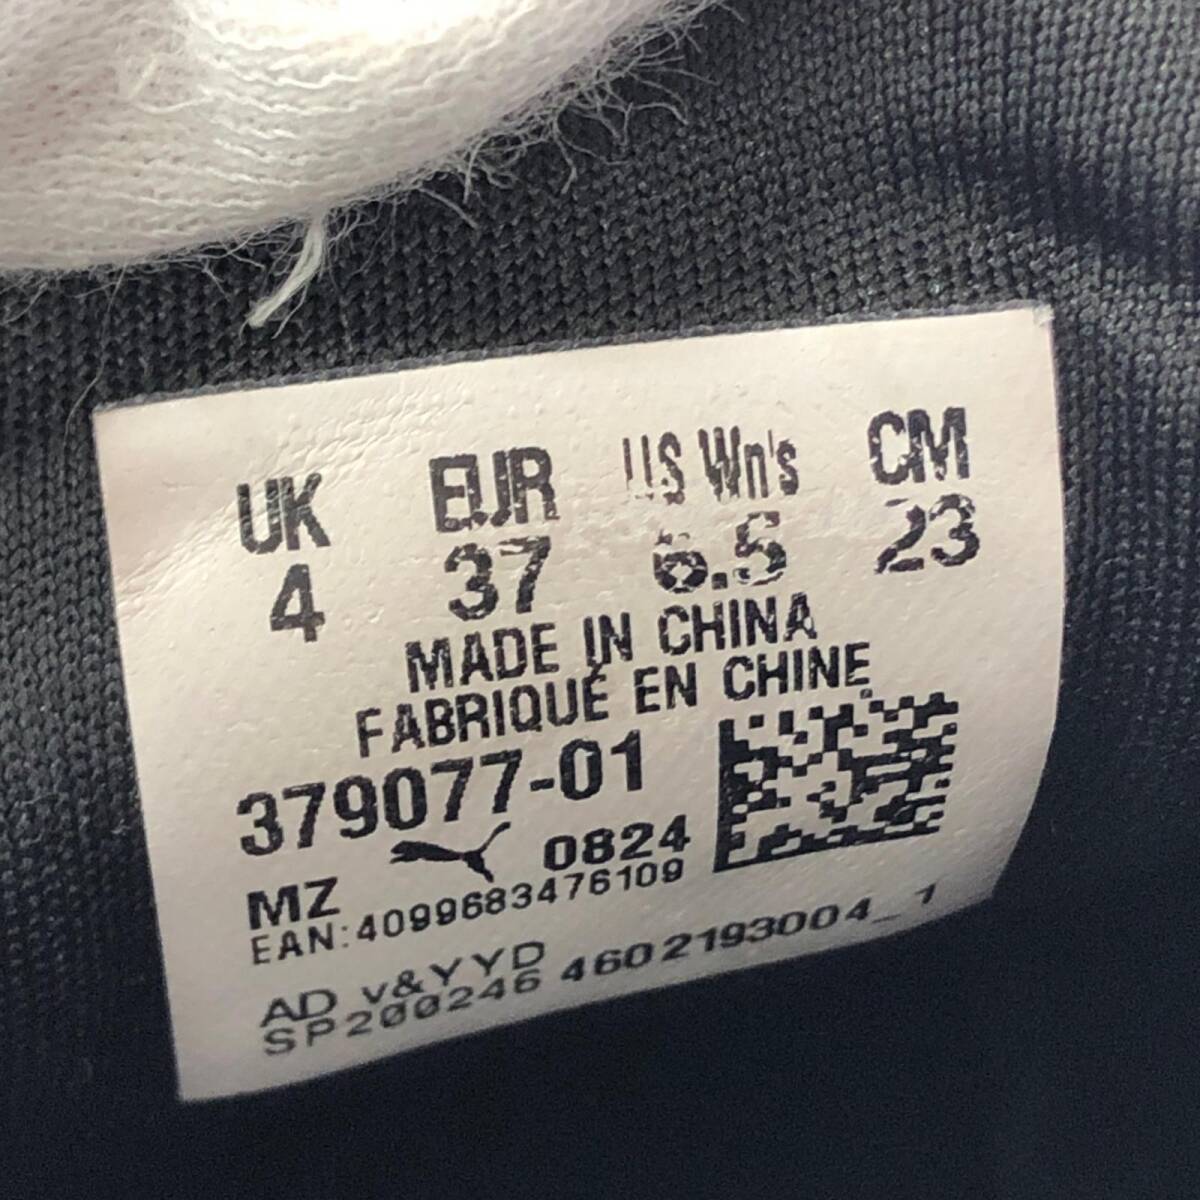 UK EUR US Wn's CM
4 37 6.5 23
MADE IN CHINA
FABRIQUÉ EN CHINE
379077-01
MZ 0824
EAN:4099683476109
AD v&YYD
SP200246 4602193004_1